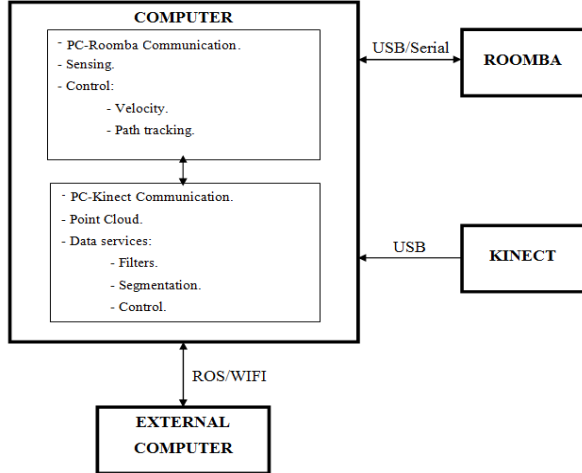 COMPUTER
- PC-Roomba Communication.
- Sensing.
- Control:
- Velocity.
- Path tracking.
USB/Serial
ROOMBA
- PC-Kinect Communication.
- Point Cloud.
- Data services:
- Filters.
- Segmentation.
- Control.
USB
KINECT
ROS/WIFI
EXTERNAL
COMPUTER